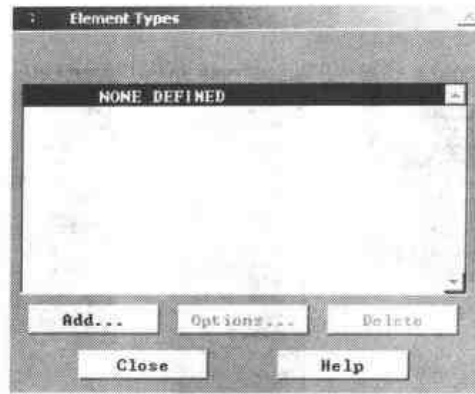 Element Types
NONE DEFINED
Add... Options... Delete
Close Help